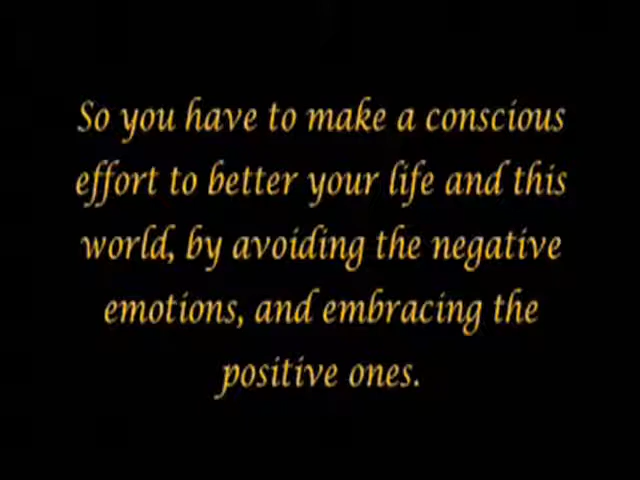 So you have to make a conscious
effort to better your life and this
world, by avoiding the negative
emotions, and embracing the
positive ones.